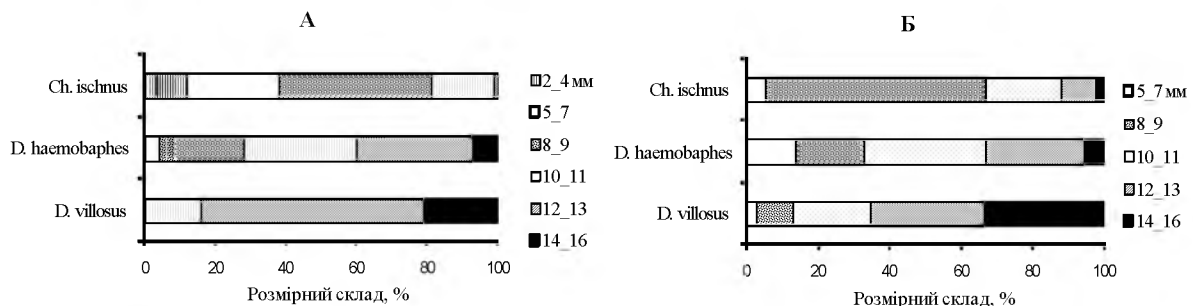 А
Ch. ischnus
D. haemobaphes
D. villosus
0 20 40 60 80 100
Розмірний склад, %
2_4 мм
5_7
8_9
10_11
12_13
14_16
Б
Ch. ischnus
D. haemobaphes
D. villosus
0 20 40 60 80 100
Розмірний склад, %
5_7 мм
8_9
10_11
12_13
14_16